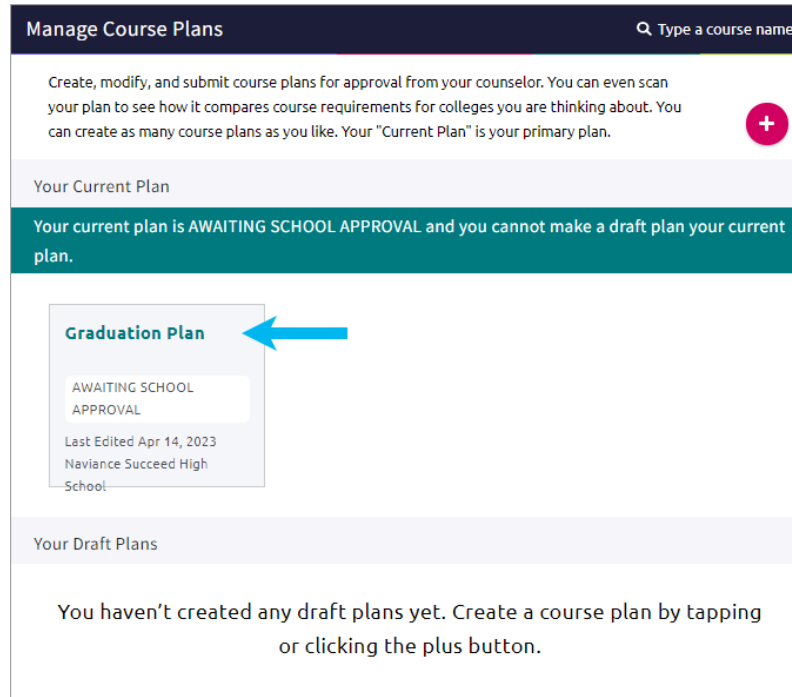 Manage Course Plans
Type a course name
Create, modify, and submit course plans for approval from your counselor. You can even scan
your plan to see how it compares course requirements for colleges you are thinking about. You
can create as many course plans as you like. Your "Current Plan" is your primary plan.
+
Your Current Plan
Your current plan is AWAITING SCHOOL APPROVAL and you cannot make a draft plan your current
plan.
Graduation Plan
AWAITING SCHOOL
APPROVAL
Last Edited Apr 14, 2023
Naviance Succeed High
School
Your Draft Plans
You haven’t created any draft plans yet. Create a course plan by tapping
or clicking the plus button.